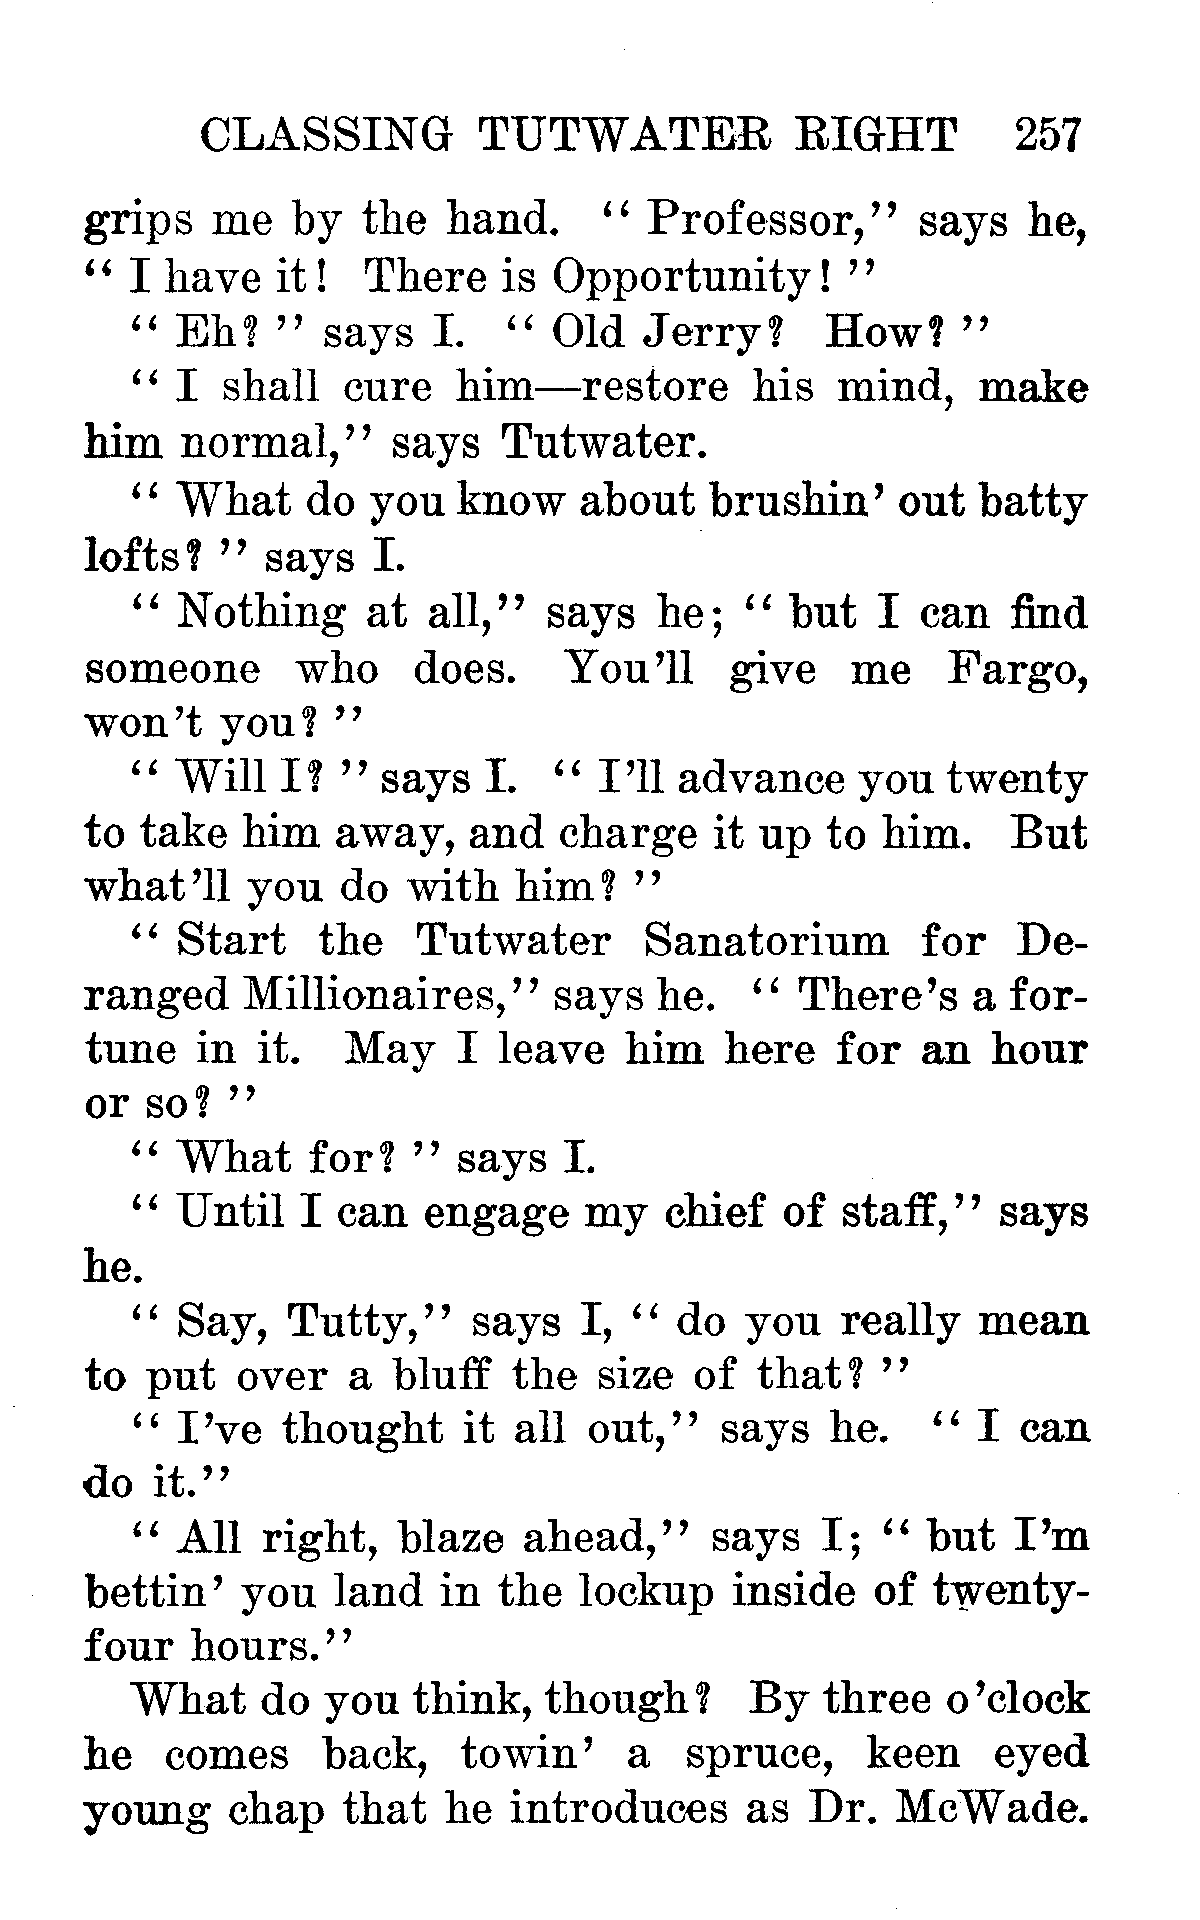 CLASSING TUTWATER RIGHT 257
grips me by the hand. “ Professor,” says he,
“ I have it! There is Opportunity! ”
“ Eh? ” says I. “ Old Jerry? How? ”
“ I shall cure him—restore his mind, make
him normal,” says Tutwater.
“ What do you know about brushin’ out batty
lofts? ” says I.
“ Nothing at all,” says he; “ but I can find
someone who does. You’ll give me Fargo,
won’t you? ”
“ Will I? ” says I. “ I’ll advance you twenty
to take him away, and charge it up to him. But
what’ll you do with him? ”
“ Start the Tutwater Sanatorium for De-
ranged Millionaires,” says he. “ There’s a for-
tune in it. May I leave him here for an hour
or so? ”
“ What for? ” says I.
“ Until I can engage my chief of staff,” says
he.
“ Say, Tutty,” says I, “ do you really mean
to put over a bluff the size of that? ”
“ I’ve thought it all out,” says he. “ I can
do it.”
“ All right, blaze ahead,” says I; “ but I’m
bettin’ you land in the lockup inside of twenty-
four hours.”
What do you think, though? By three o’clock
he comes back, towin’ a spruce, keen eyed
young chap that he introduces as Dr. McWade.